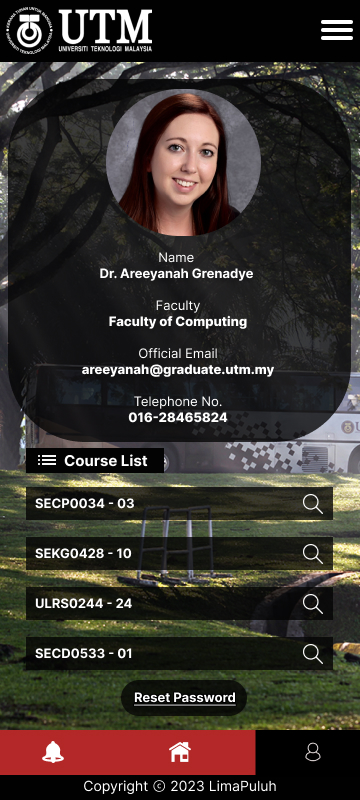 UTM
UNIVERSITI TEKNOLOGI MALAYSIA
Name
Dr. Areeyanah Grenadye
Faculty
Faculty of Computing
Official Email
areeyanah@graduate.utm.my
Telephone No.
016-28465824
Course List
SECP0034 - 03
SEKG0428 - 10
ULRS0244 - 24
SECD0533 - 01
Reset Password
Copyright © 2023 LimaPuluh